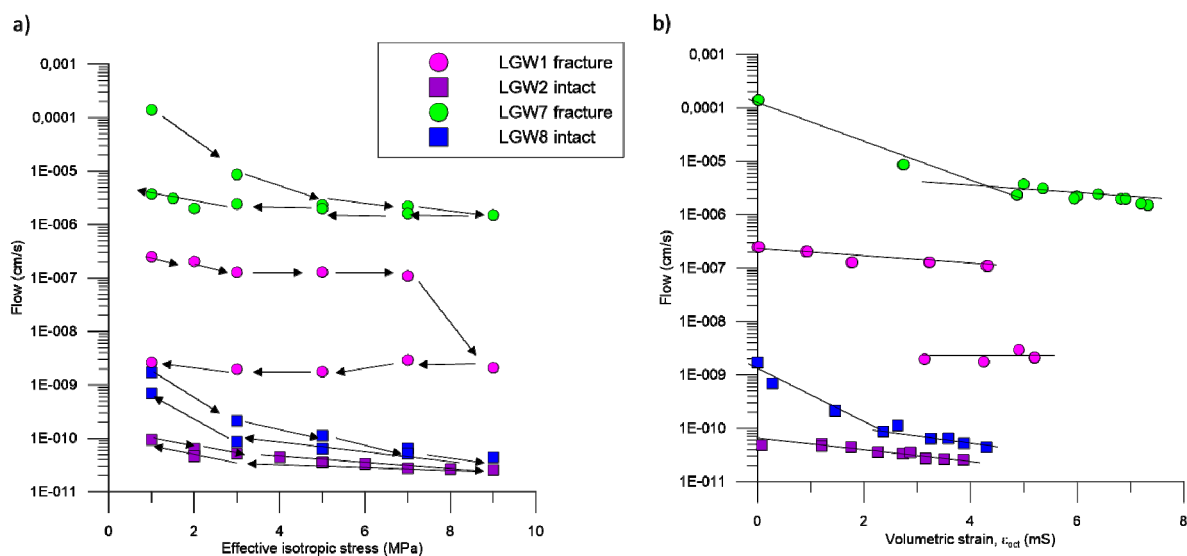 a)
0,001
0,0001
1E-005
1E-006
1E-007
1E-008
1E-009
1E-010
1E-011
Flow (cm/s)
0 2 4 6 8 10
Effective isotropic stress (MPa)
LGW1 fracture
LGW2 intact
LGW7 fracture
LGW8 intact
b)
0,001
0,0001
1E-005
1E-006
1E-007
1E-008
1E-009
1E-010
1E-011
Flow (cm/s)
0 2 4 6 8
Volumetric strain, ε_oct (mS)